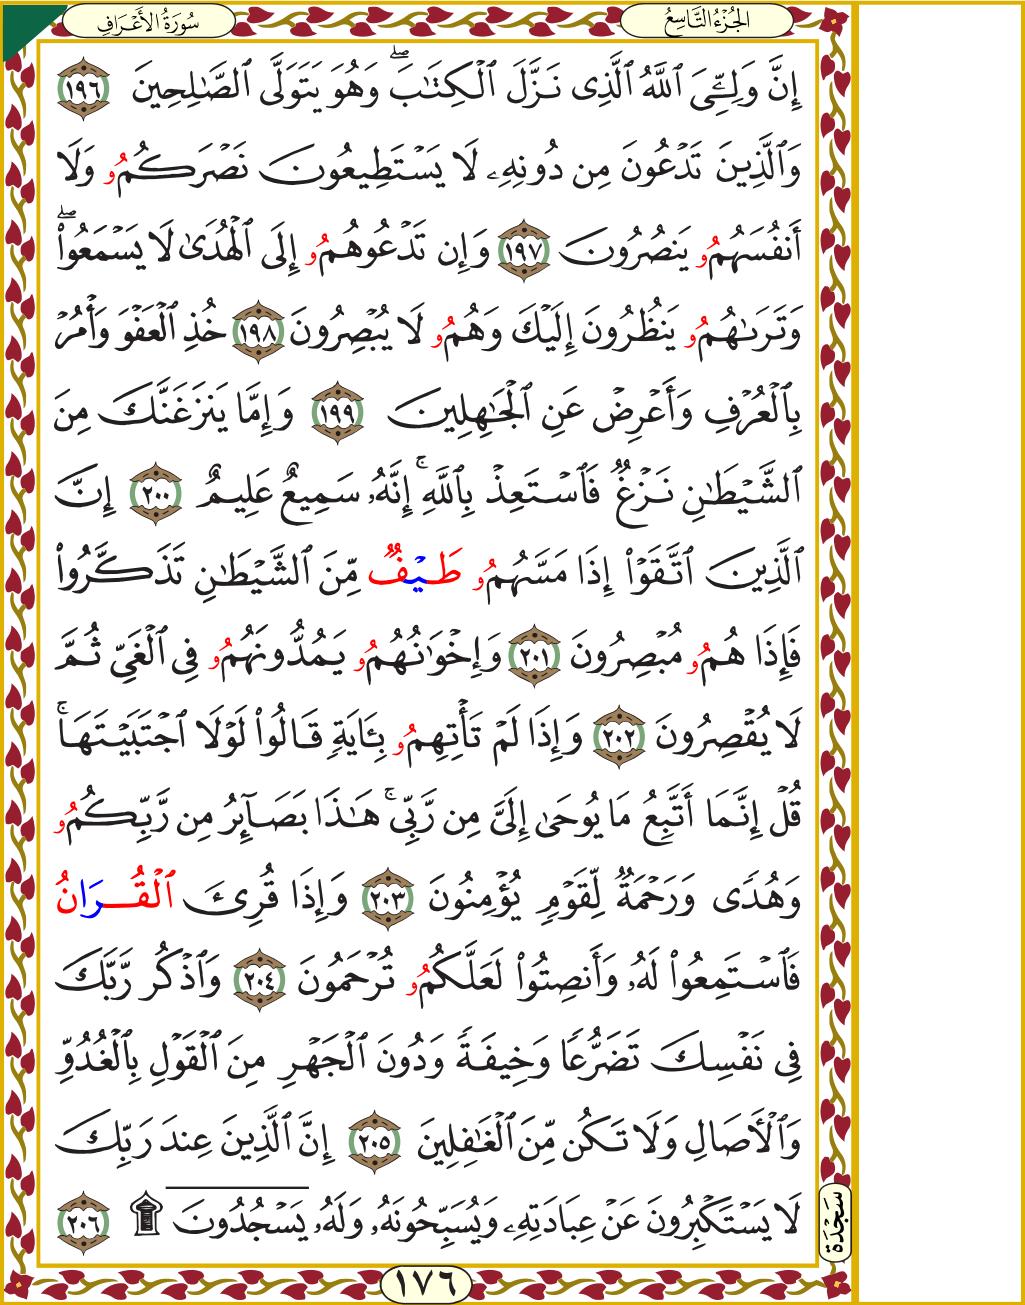 سُورَةُ الأَعْرَافِ
الجُزْءُ التَّاسِعُ
إِنَّ وَلِـِّۧيَ ٱللَّهُ ٱلَّذِى نَزَّلَ ٱلْكِتَٰبَۖ وَهُوَ يَتَوَلَّى ٱلصَّٰلِحِينَ ١٩٦
وَٱلَّذِينَ تَدْعُونَ مِن دُونِهِۦ لَا يَسْتَطِيعُونَ نَصْرَكُمُۥ وَلَا
أَنفُسَهُمُۥ يَنصُرُونَ ١٩٧ وَإِن تَدْعُوهُمُۥ إِلَى ٱلْهُدَىٰ لَا يَسْمَعُوا۟ۖ
وَتَرَىٰهُمُۥ يَنظُرُونَ إِلَيْكَ وَهُمُۥ لَا يُبْصِرُونَ ١٩٨ خُذِ ٱلْعَفْوَ وَأْمُرْ
بِٱلْعُرْفِ وَأَعْرِضْ عَنِ ٱلْجَٰهِلِينَ ١٩٩ وَإِمَّا يَنزَغَنَّكَ مِنَ
ٱلشَّيْطَٰنِ نَزْغٌ فَٱسْتَعِذْ بِٱللَّهِۚ إِنَّهُۥ سَمِيعٌ عَلِيمٌ ٢٠٠ إِنَّ
ٱلَّذِينَ ٱتَّقَوْا۟ إِذَا مَسَّهُمُۥ طَيْفٌ مِّنَ ٱلشَّيْطَٰنِ تَذَكَّرُوا۟
فَإِذَا هُمُۥ مُبْصِرُونَ ٢٠١ وَإِخْوَٰنُهُمُۥ يَمُدُّونَهُمُۥ فِى ٱلْغَىِّ ثُمَّ
لَا يُقْصِرُونَ ٢٠٢ وَإِذَا لَمْ تَأْتِهِمُۥ بِـَٔايَةٍ قَالُوا۟ لَوْلَا ٱجْتَبَيْتَهَاۚ
قُلْ إِنَّمَا أَتَّبِعُ مَا يُوحَىٰ إِلَىَّ مِن رَّبِّىۚ هَٰذَا بَصَآئِرُ مِن رَّبِّكُمُۥ
وَهُدًى وَرَحْمَةٌ لِّقَوْمٍ يُؤْمِنُونَ ٢٠٣ وَإِذَا قُرِئَ ٱلْقُرَانُ
فَٱسْتَمِعُوا۟ لَهُۥ وَأَنصِتُوا۟ لَعَلَّكُمُۥ تُرْحَمُونَ ٢٠٤ وَٱذْكُر رَّبَّكَ
فِى نَفْسِكَ تَضَرُّعًا وَخِيفَةً وَدُونَ ٱلْجَهْرِ مِنَ ٱلْقَوْلِ بِٱلْغُدُوِّ
وَٱلْأَصَالِ وَلَا تَكُن مِّنَ ٱلْغَٰفِلِينَ ٢٠٥ إِنَّ ٱلَّذِينَ عِندَ رَبِّكَ
لَا يَسْتَكْبِرُونَ عَنْ عِبَادَتِهِۦ وَيُسَبِّحُونَهُۥ وَلَهُۥ يَسْجُدُونَ ۩ ٢٠٦
سَجْدَة
١٧٦